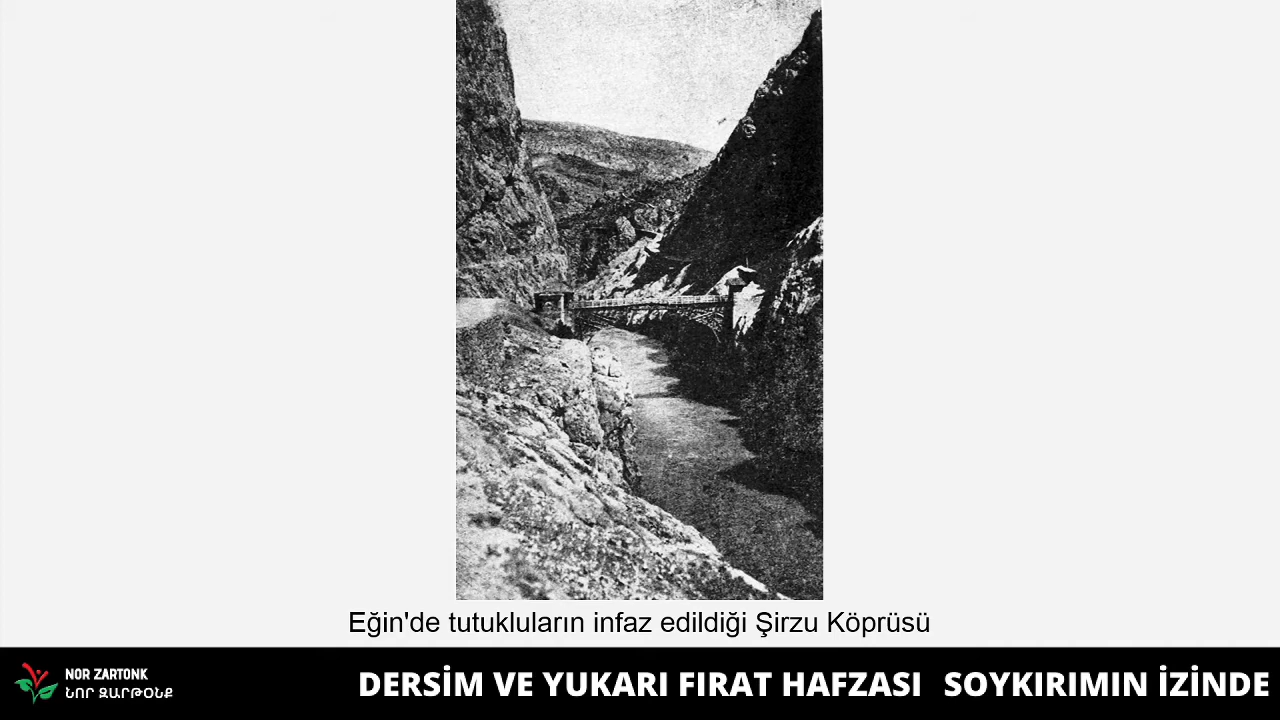 Eğin'de tutukluların infaz edildiği Şirzu Köprüsü
NOR ZARTONK
ՆՈՐ ԶԱՐԹՕՆՔ
DERSİM VE YUKARI FIRAT HAFZASI SOYKIRIMIN İZİNDE